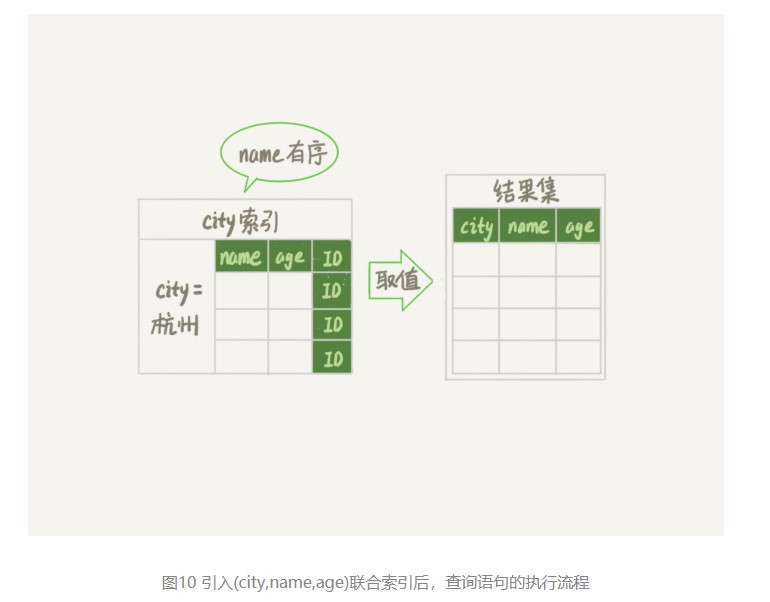 name有序
city索引
name age ID
city=
杭州
ID
ID
ID
取值
结果集
city name age
图10 引入(city,name,age)联合索引后，查询语句的执行流程